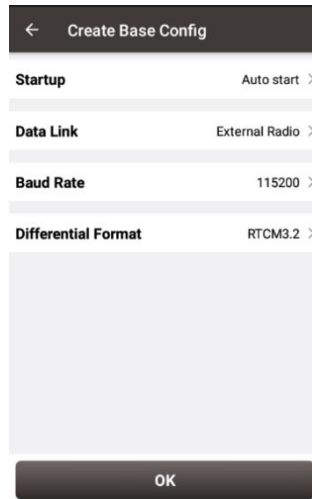 Create Base Config
Startup Auto start
Data Link External Radio
Baud Rate 115200
Differential Format RTCM3.2
OK